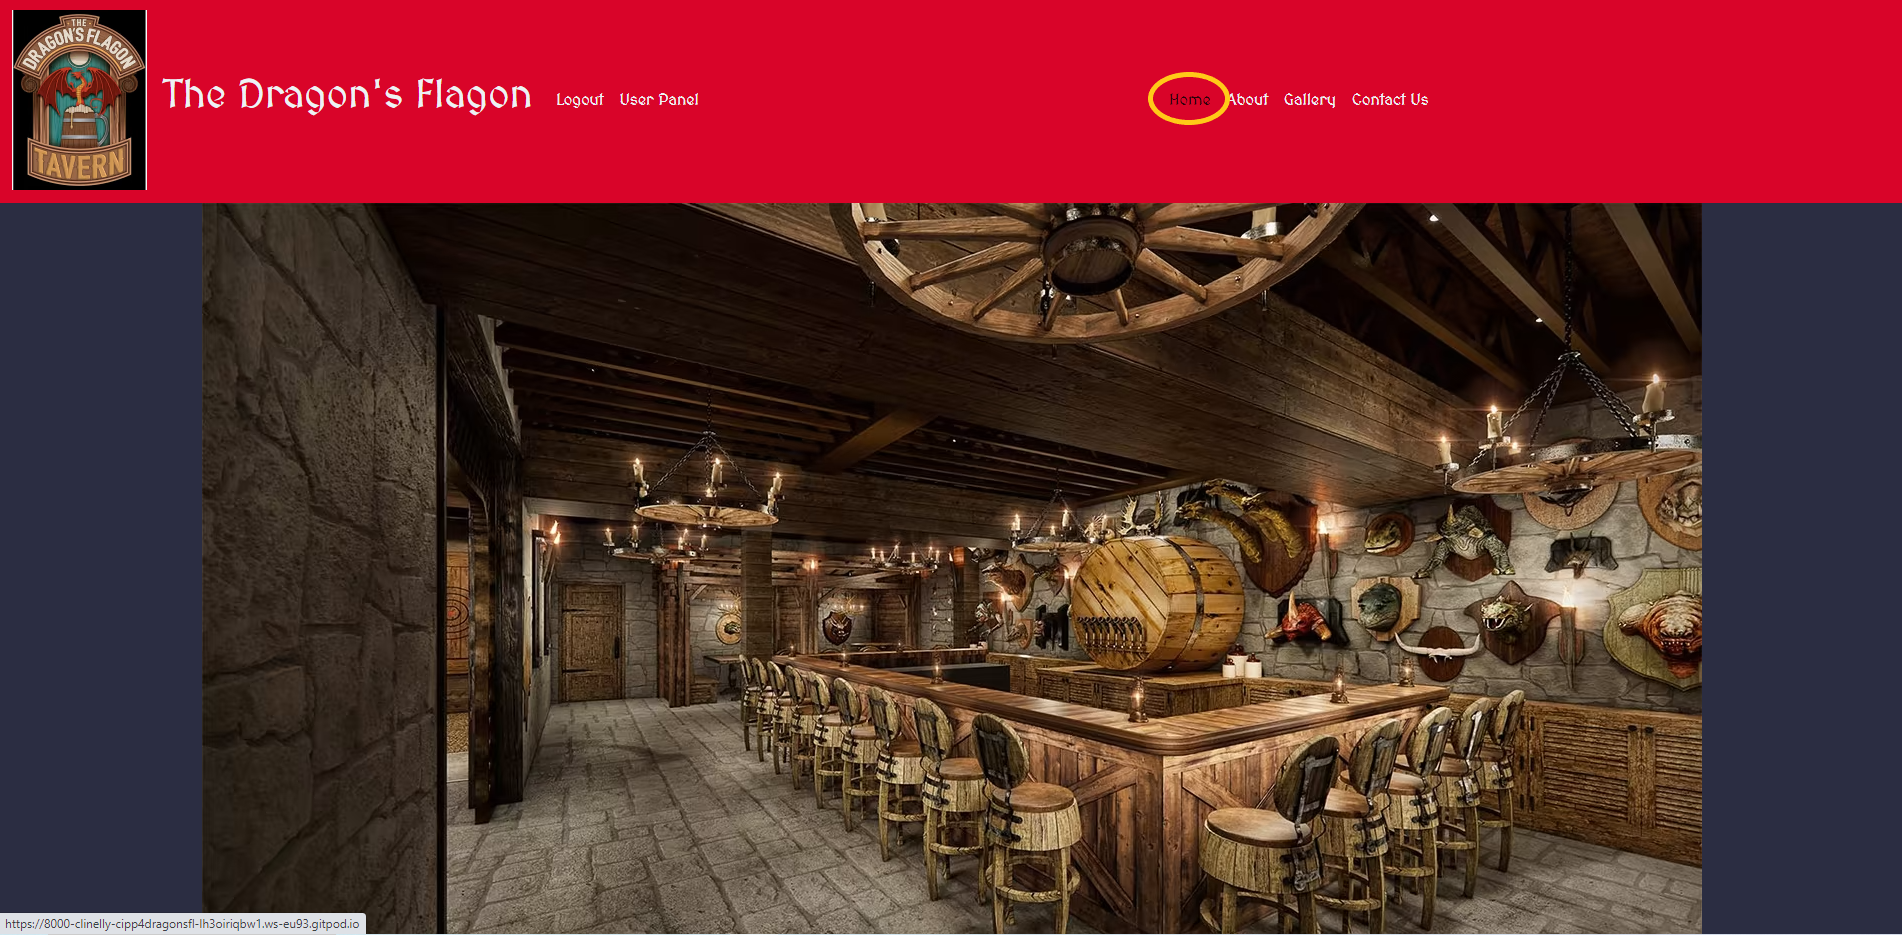 THE
DRAGON'S FLAGON
TAVERN
The Dragon's Flagon
Logout User Panel
Home About Gallery Contact Us
https://8000-clinelly-cipp4dragonsfl-lh3oiriqbw1.ws-eu93.gitpod.io